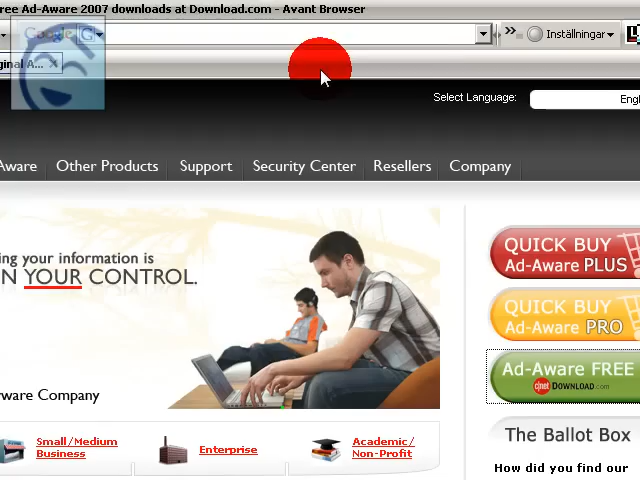 ree Ad-Aware 2007 downloads at Download.com - Avant Browser
Google G Inställningar
ginal A...
Select Language: Engl
Aware Other Products Support Security Center Resellers Company
ing your information is
N YOUR CONTROL.
QUICK BUY
Ad-Aware PLUS
QUICK BUY
Ad-Aware PRO
Ad-Aware FREE
c|net DOWNLOAD.com
ware Company
The Ballot Box
Small/Medium
Business
Enterprise
Academic/
Non-Profit
How did you find our